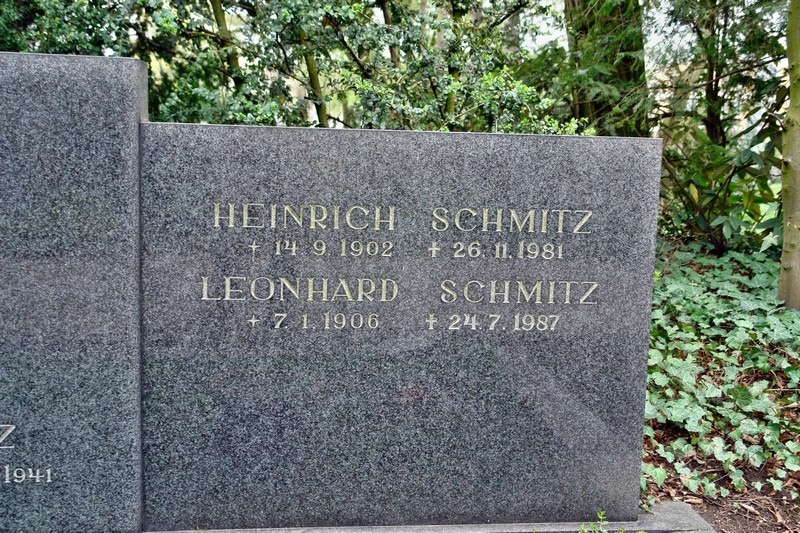 HEINRICH SCHMITZ
+ 14.9.1902 ✝ 26.11.1981
LEONHARD SCHMITZ
+ 7.1.1906 ✝ 24.7.1987
Z
1941